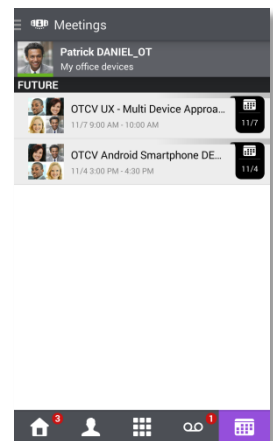 Meetings
Patrick DANIEL_OT
My office devices
FUTURE
OTCV UX - Multi Device Approa...
11/7 9:00 AM - 10:00 AM
11/7
OTCV Android Smartphone DE...
11/4 3:00 PM - 4:30 PM
11/4
3
1